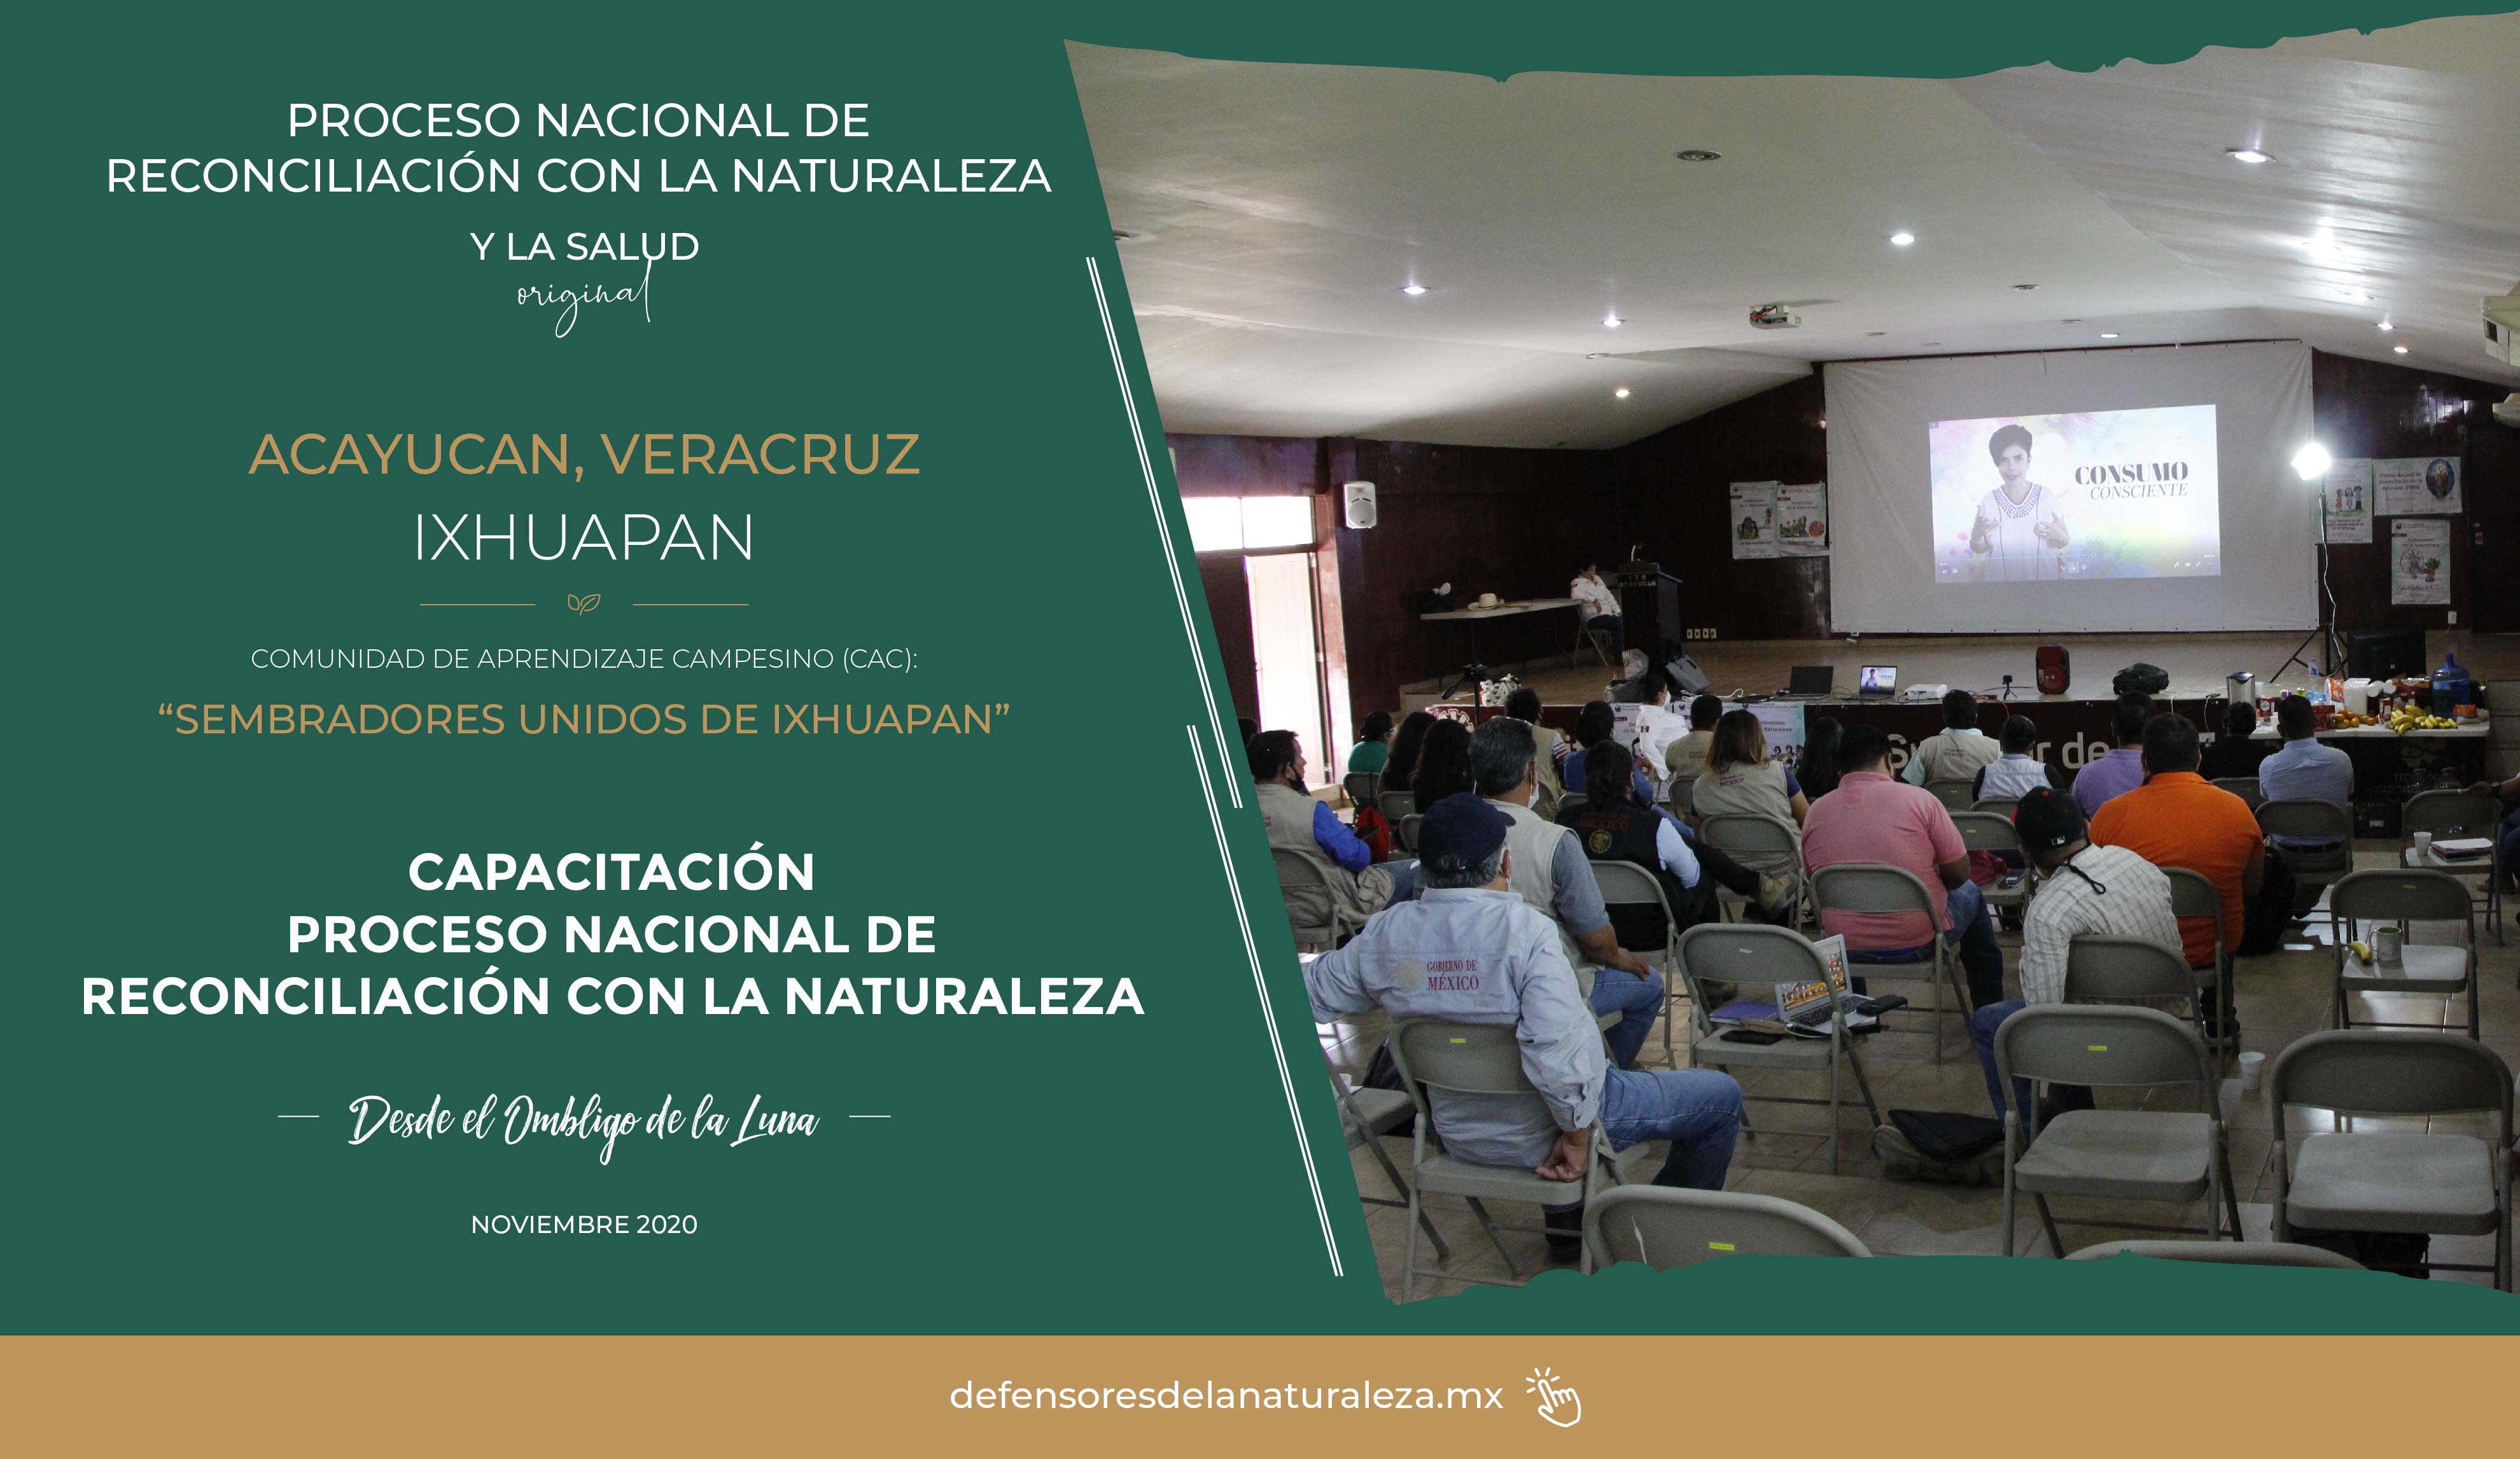 PROCESO NACIONAL DE
RECONCILIACIÓN CON LA NATURALEZA
Y LA SALUD
original
ACAYUCAN, VERACRUZ
IXHUAPAN
COMUNIDAD DE APRENDIZAJE CAMPESINO (CAC):
“SEMBRADORES UNIDOS DE IXHUAPAN”
CAPACITACIÓN
PROCESO NACIONAL DE
RECONCILIACIÓN CON LA NATURALEZA
Desde el Ombligo de la Luna
NOVIEMBRE 2020
CONSUMO
CONSCIENTE
GOBIERNO DE
MÉXICO
defensoresdelanaturaleza.mx